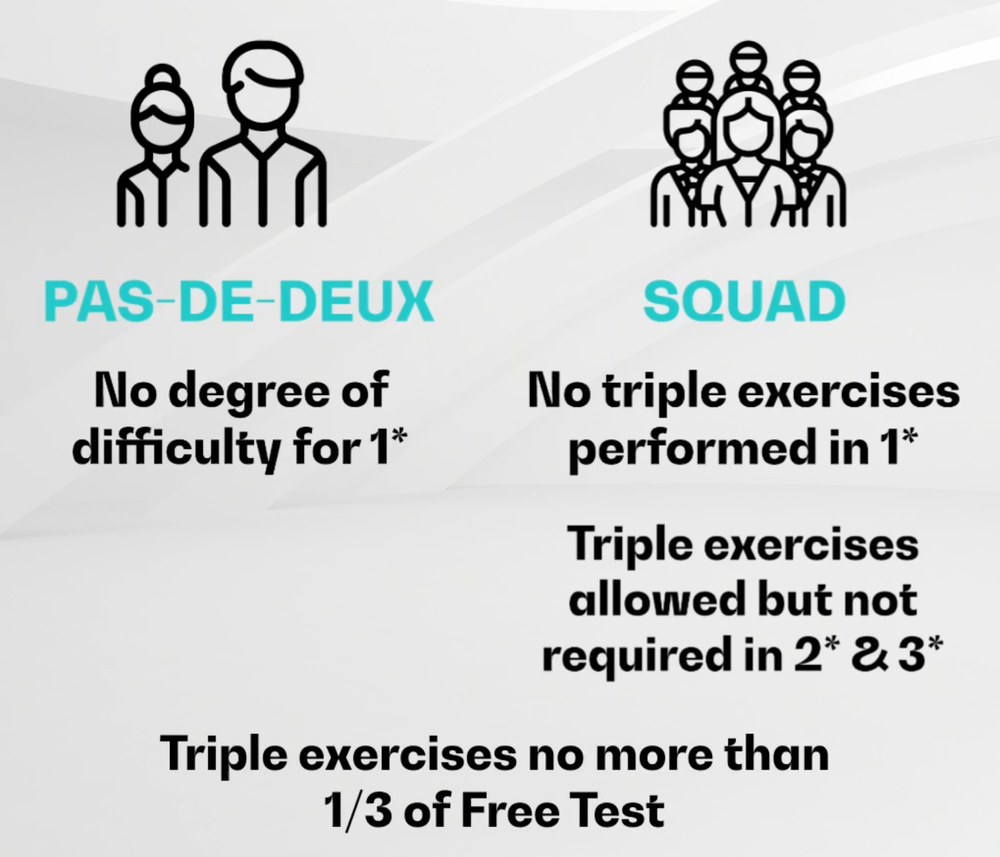 PAS-DE-DEUX
No degree of
difficulty for 1*
SQUAD
No triple exercises
performed in 1*
Triple exercises
allowed but not
required in 2* & 3*
Triple exercises no more than
1/3 of Free Test